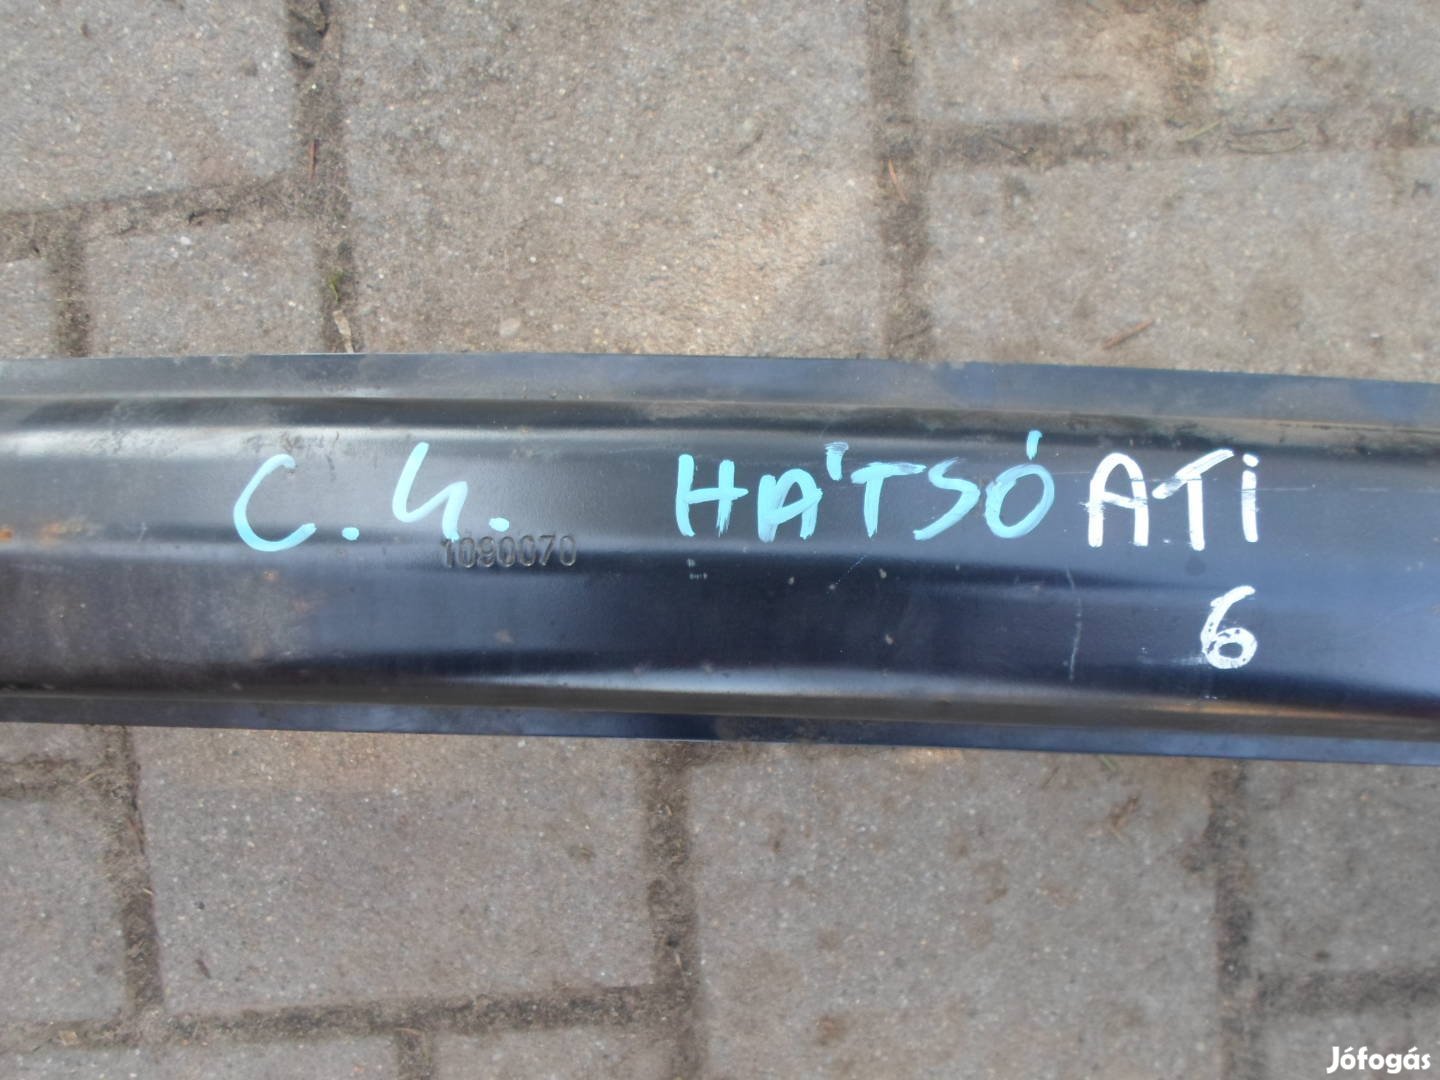 C.4. HÁTSÓ ATI
1090070
6
Jófogás